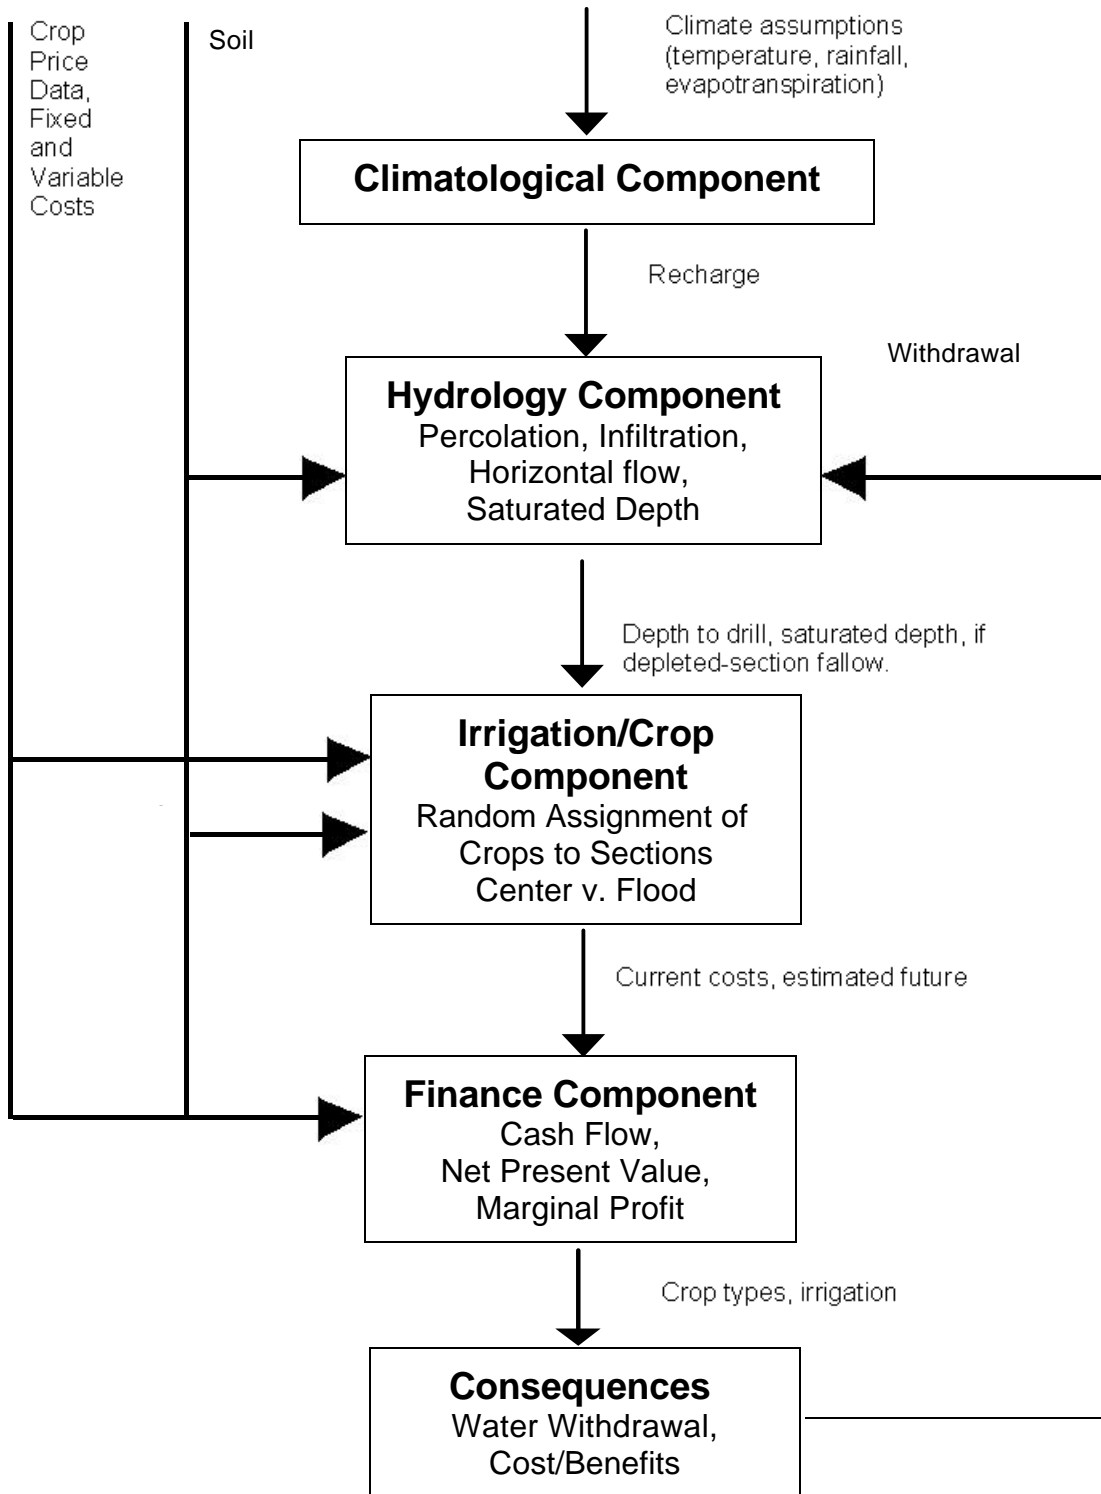 Crop
Price
Data,
Fixed
and
Variable
Costs
Soil
Climate assumptions
(temperature, rainfall,
evapotranspiration)
Climatological Component
Recharge
Withdrawal
Hydrology Component
Percolation, Infiltration,
Horizontal flow,
Saturated Depth
Depth to drill, saturated depth, if
depleted-section fallow.
Irrigation/Crop
Component
Random Assignment of
Crops to Sections
Center v. Flood
Current costs, estimated future
Finance Component
Cash Flow,
Net Present Value,
Marginal Profit
Crop types, irrigation
Consequences
Water Withdrawal,
Cost/Benefits